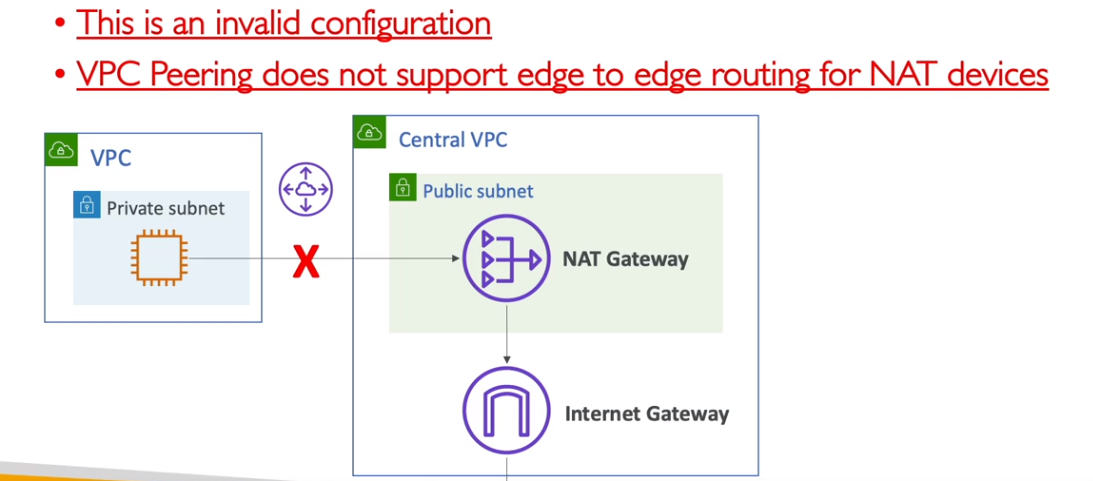 • This is an invalid configuration
• VPC Peering does not support edge to edge routing for NAT devices
VPC
Central VPC
Private subnet
Public subnet
X
NAT Gateway
Internet Gateway